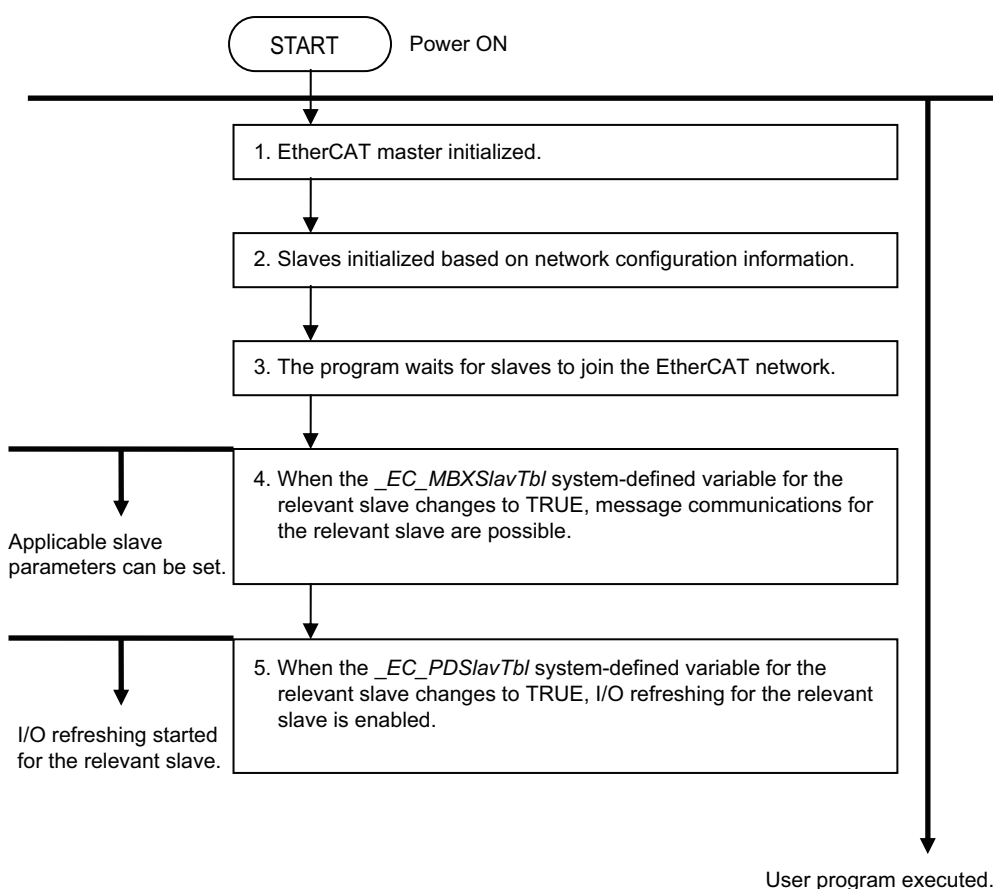 START
Power ON
1. EtherCAT master initialized.
2. Slaves initialized based on network configuration information.
3. The program waits for slaves to join the EtherCAT network.
4. When the _EC_MBXSlavTbl system-defined variable for the
relevant slave changes to TRUE, message communications for
the relevant slave are possible.
Applicable slave
parameters can be set.
5. When the _EC_PDSlavTbl system-defined variable for the
relevant slave changes to TRUE, I/O refreshing for the relevant
slave is enabled.
I/O refreshing started
for the relevant slave.
User program executed.